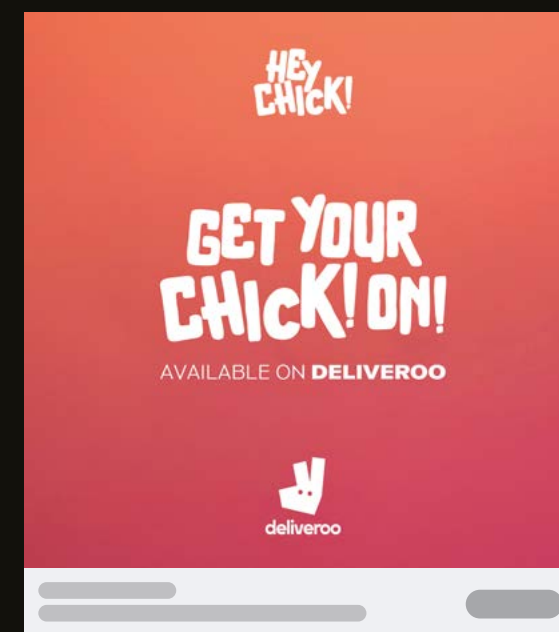 HEY
CHICK!
GET YOUR
CHICK! ON!
AVAILABLE ON DELIVEROO
deliveroo